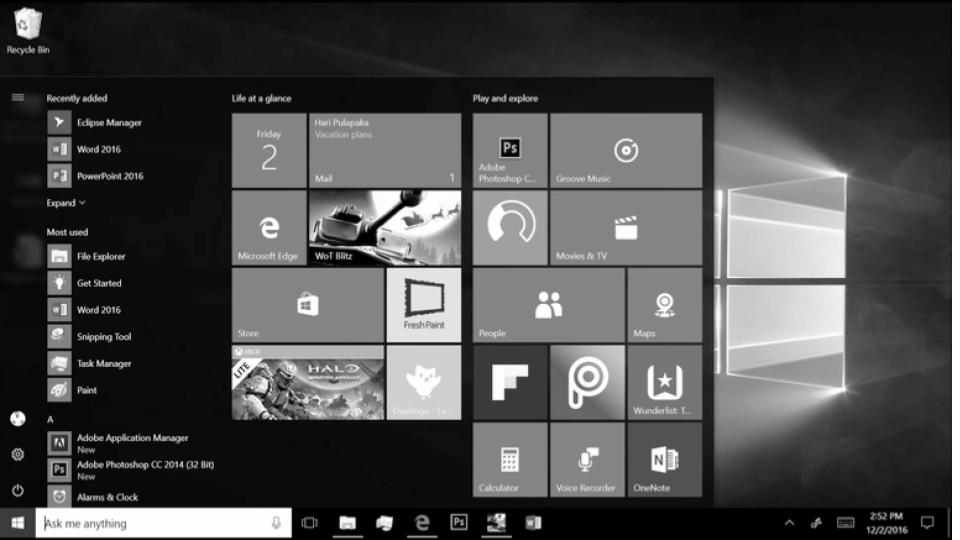 Recycle Bin
Recently added
Eclipse Manager
Word 2016
PowerPoint 2016
Expand
Most used
File Explorer
Get Started
Word 2016
Snipping Tool
Task Manager
Paint
A
Adobe Application Manager
New
Adobe Photoshop CC 2014 (32 Bit)
New
Alarms & Clock
Life at a glance
Friday
2
Hari Pulapaka
Vacation plans
Mail 1
Microsoft Edge
WoT Blitz
Store
FreshPaint
XBOX
LITE
HALO
SPARTAN ASSAULT
Duolingo - Le...
Play and explore
Ps
Adobe
Photoshop C...
Groove Music
Movies & TV
People
Maps
Wunderlist: T...
Calculator
Voice Recorder
N
OneNote
Ask me anything
Ps
2:52 PM
12/2/2016